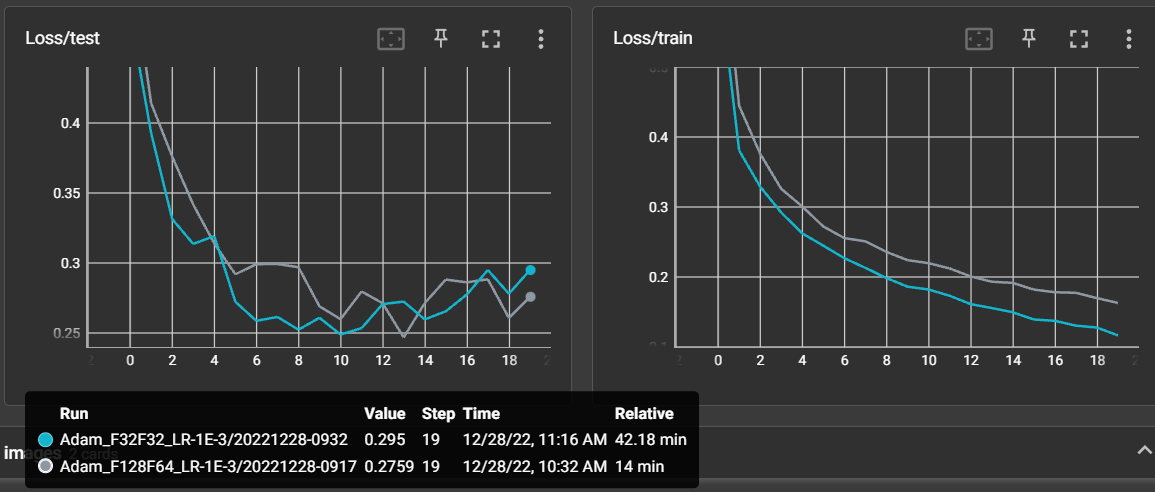 Loss/test
Loss/train
0.4
0.35
0.3
0.25
0 2 4 6 8 10 12 14 16 18
0.4
0.3
0.2
0.1
0 2 4 6 8 10 12 14 16 18
Run Value Step Time Relative
Adam_F32F32_LR-1E-3/20221228-0932 0.295 19 12/28/22, 11:16 AM 42.18 min
Adam_F128F64_LR-1E-3/20221228-0917 0.2759 19 12/28/22, 10:32 AM 14 min
images 2 cards